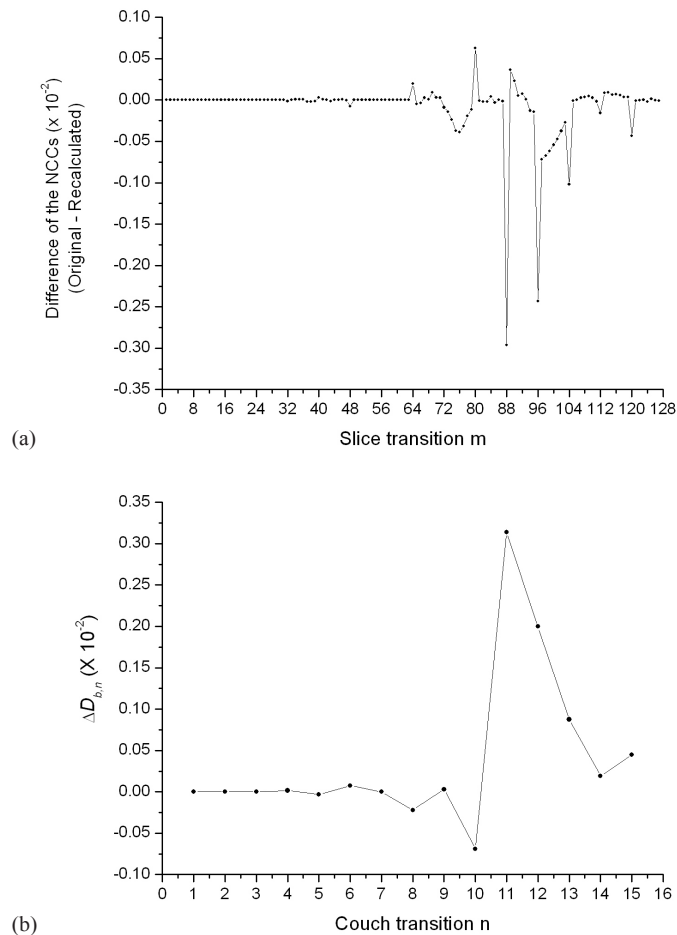 0.10
0.05
0.00
-0.05
-0.10
-0.15
-0.20
-0.25
-0.30
-0.35
Difference of the NCCs (x 10⁻²)
(Original - Recalculated)
0 8 16 24 32 40 48 56 64 72 80 88 96 104 112 120 128
Slice transition m
(a)
0.35
0.30
0.25
0.20
0.15
0.10
0.05
0.00
-0.05
-0.10
ΔD_b,n (X 10⁻²)
0 1 2 3 4 5 6 7 8 9 10 11 12 13 14 15 16
Couch transition n
(b)